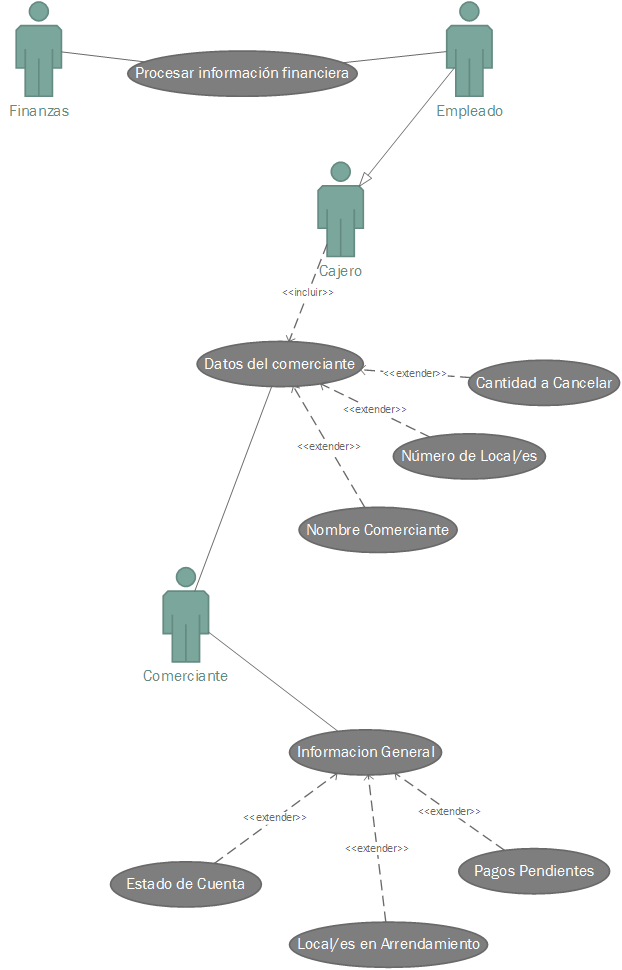 Procesar información financiera
Finanzas
Empleado
Cajero
<<incluir>>
Datos del comerciante
<<extender>>
Cantidad a Cancelar
<<extender>>
Número de Local/es
<<extender>>
Nombre Comerciante
Comerciante
Informacion General
<<extender>>
<<extender>>
<<extender>>
Pagos Pendientes
Estado de Cuenta
Local/es en Arrendamiento